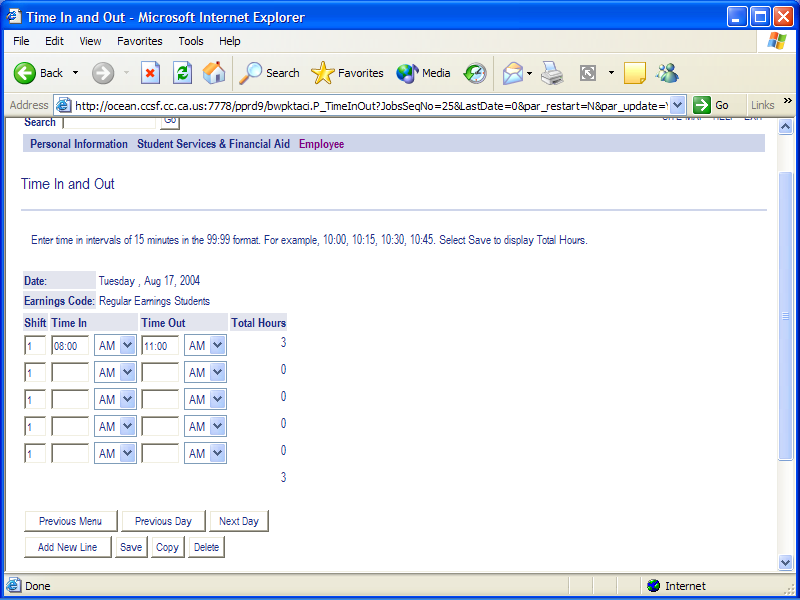 Time In and Out - Microsoft Internet Explorer
File Edit View Favorites Tools Help
Back Search Favorites Media
Address http://ocean.ccsf.cc.ca.us:7778/pprd9/bwpktaci.P_TimeInOut?JobsSeqNo=25&LastDate=0&par_restart=N&par_update=\ Go Links »
Search Go SITE MAP HELP EXIT
Personal Information Student Services & Financial Aid Employee
Time In and Out
Enter time in intervals of 15 minutes in the 99:99 format. For example, 10:00, 10:15, 10:30, 10:45. Select Save to display Total Hours.
Date: Tuesday , Aug 17, 2004
Earnings Code: Regular Earnings Students
Shift Time In Time Out Total Hours
1 08:00 AM 11:00 AM 3
1 AM AM 0
1 AM AM 0
1 AM AM 0
1 AM AM 0
3
Previous Menu Previous Day Next Day
Add New Line Save Copy Delete
Done Internet